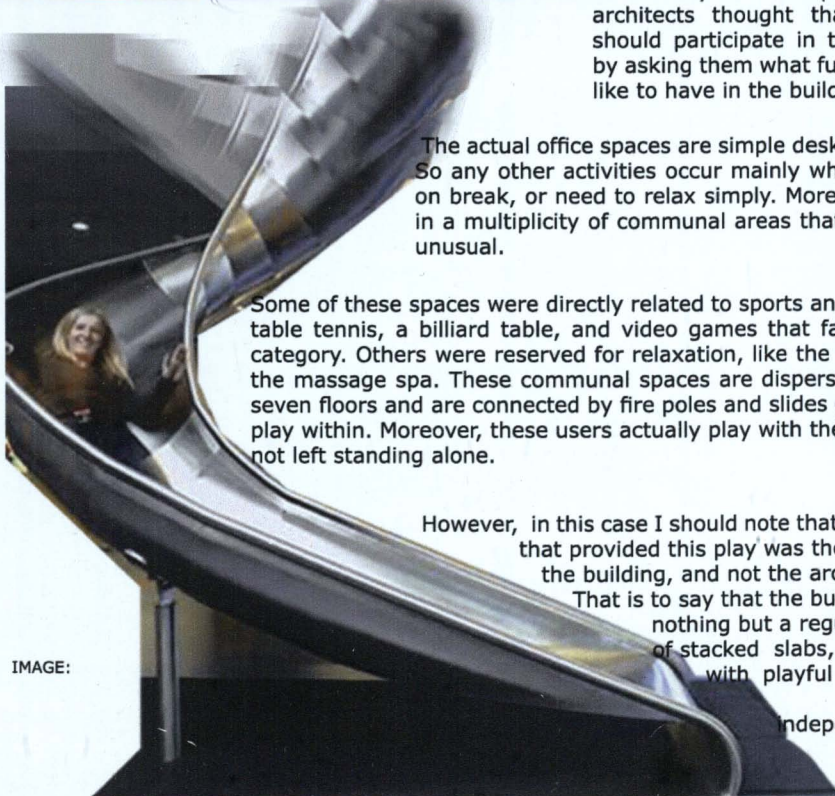 architects thought tha
should participate in t
by asking them what fu
like to have in the build
The actual office spaces are simple desk
So any other activities occur mainly wh
on break, or need to relax simply. More
in a multiplicity of communal areas tha
unusual.
Some of these spaces were directly related to sports an
table tennis, a billiard table, and video games that fa
category. Others were reserved for relaxation, like the
the massage spa. These communal spaces are dispers
seven floors and are connected by fire poles and slides
play within. Moreover, these users actually play with the
not left standing alone.
However, in this case I should note that
that provided this play was the
the building, and not the arc
That is to say that the bu
nothing but a reg
of stacked slabs,
with playful
indep
IMAGE: